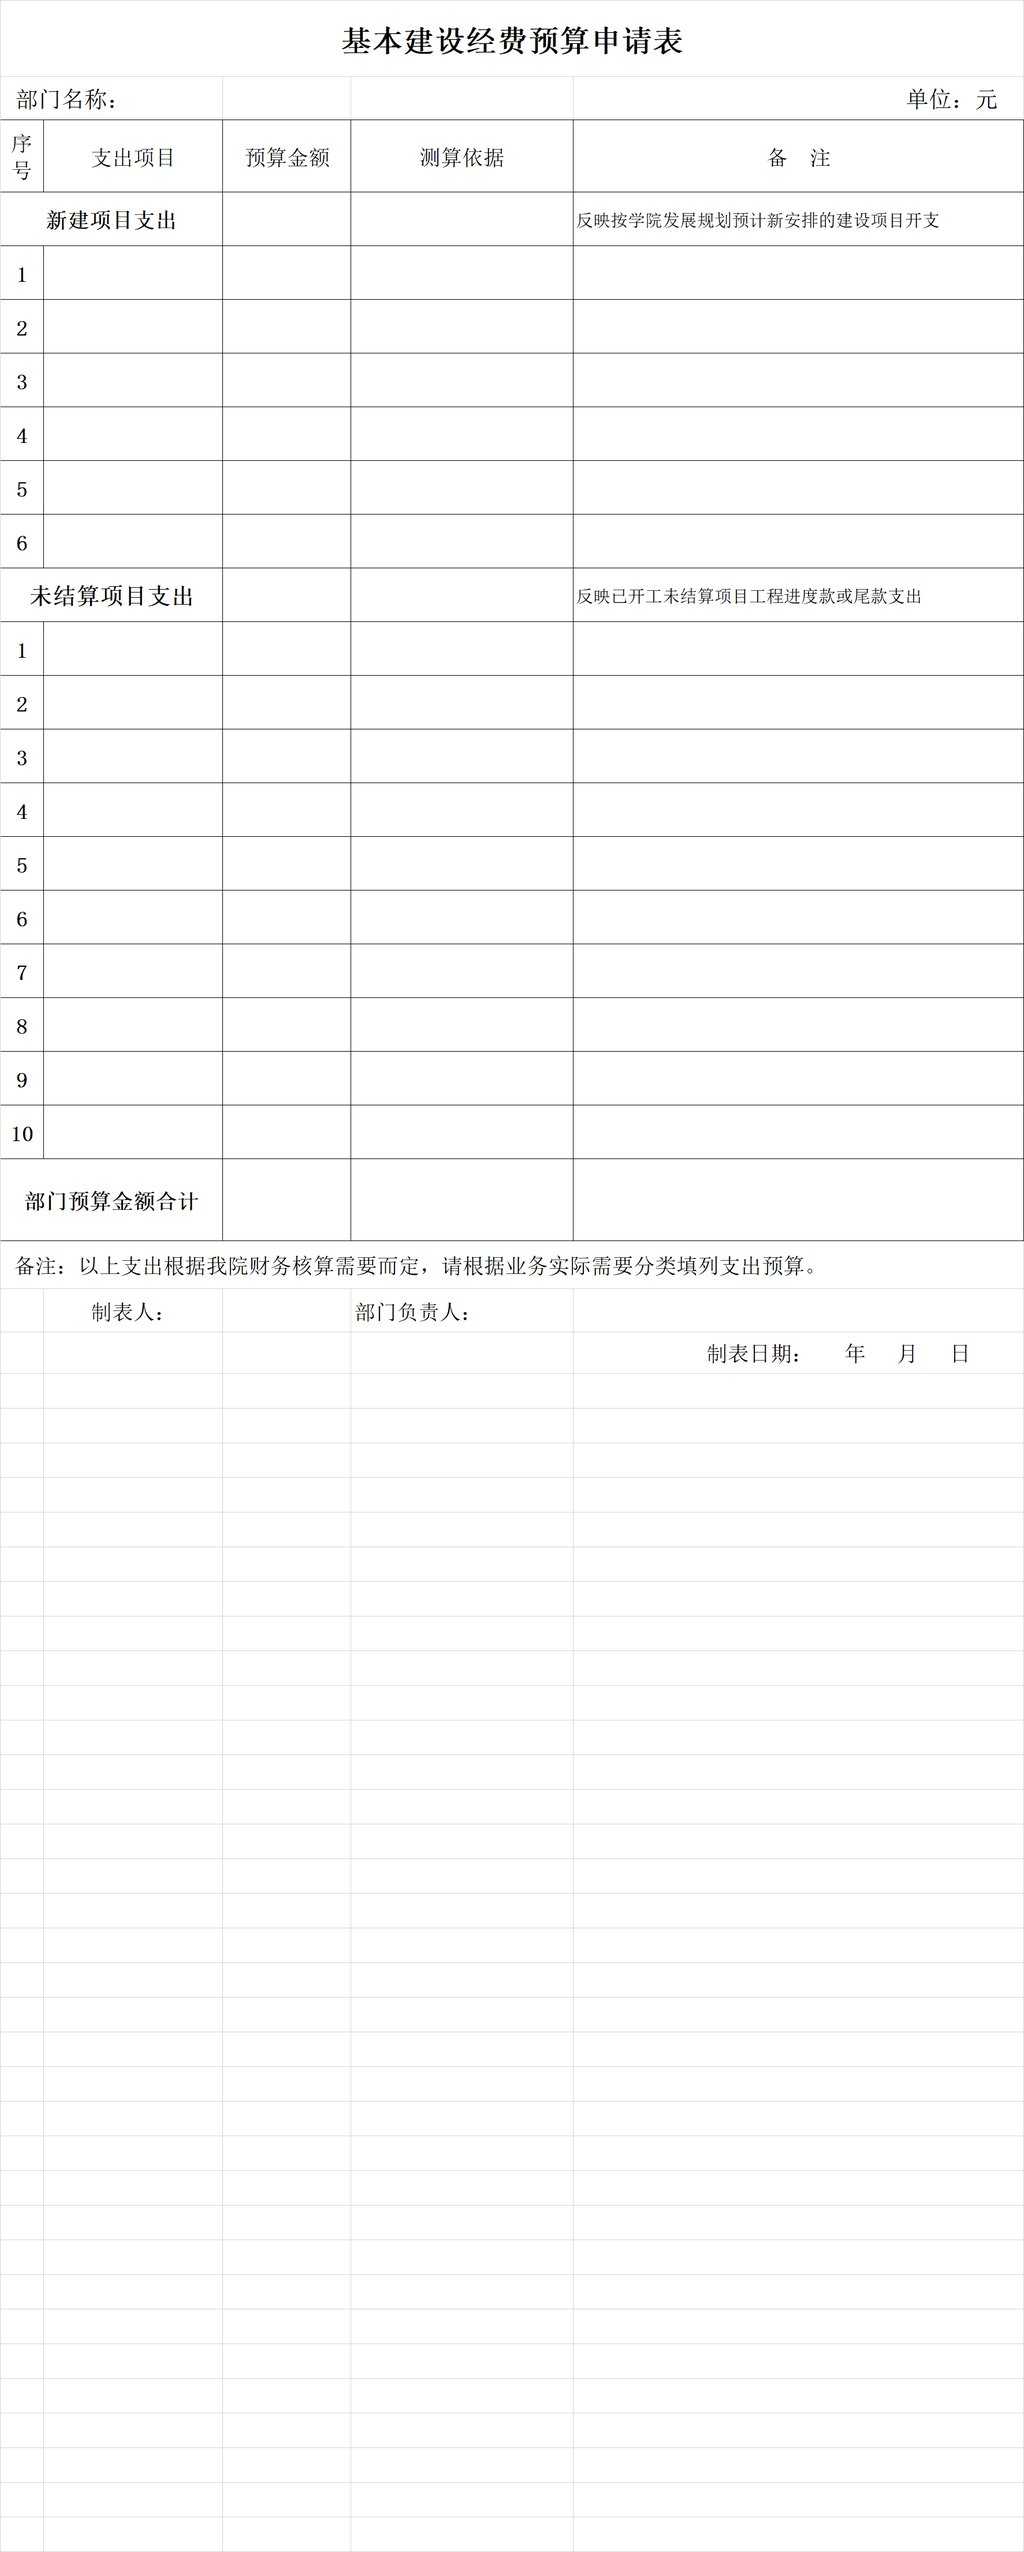 基本建设经费预算申请表
部门名称： 单位：元
序号 支出项目 预算金额 测算依据 备 注
新建项目支出 反映按学院发展规划预计新安排的建设项目开支
1
2
3
4
5
6
未结算项目支出 反映已开工未结算项目工程进度款或尾款支出
1
2
3
4
5
6
7
8
9
10
部门预算金额合计
备注：以上支出根据我院财务核算需要而定，请根据业务实际需要分类填列支出预算。
制表人： 部门负责人：
制表日期： 年 月 日